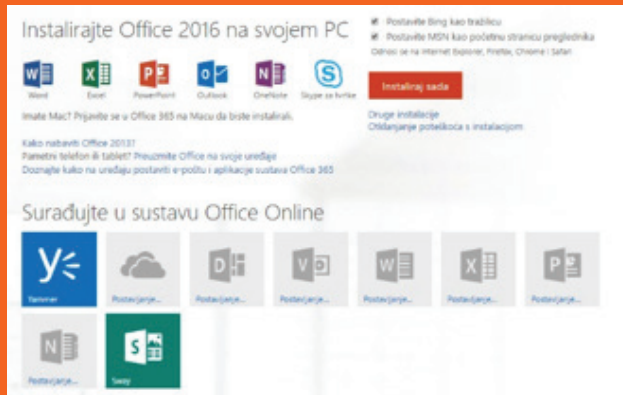 Instalirajte Office 2016 na svojem PC
Postavite Bing kao tražilicu
Postavite MSN kao početnu stranicu preglednika
Odnosi se na Internet Explorer, Firefox, Chrome i Safari
Word Excel PowerPoint Outlook OneNote Skype za tvrtke
Instaliraj sada
Imate Mac? Prijavite se u Office 365 na Macu da biste instalirali.
Druge instalacije
Otklanjanje poteškoća s instalacijom
Kako nabaviti Office 2013?
Pametni telefon ili tablet? Preuzmite Office na svoje uređaje
Doznajte kako na uređaju postaviti e-poštu i aplikacije sustava Office 365
Surađujte u sustavu Office Online
Yammer Postavljanje... Postavljanje... Postavljanje... Postavljanje... Postavljanje... Postavljanje...
Postavljanje... Sway